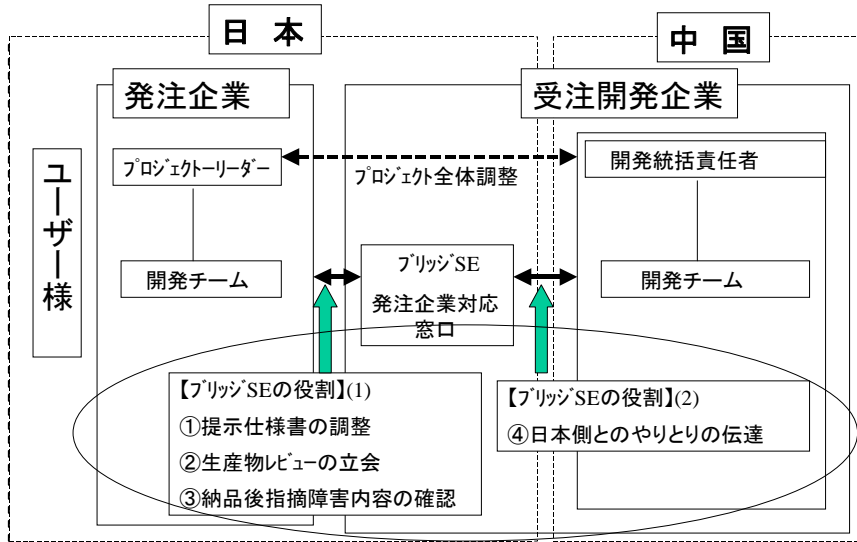 日 本
中 国
発注企業
受注開発企業
ユーザー様
プロジェクトーリーダー
プロジェクト全体調整
開発統括責任者
開発チーム
ブリッジSE
発注企業対応
窓口
開発チーム
【ブリッジSEの役割】(1)
①提示仕様書の調整
②生産物レビューの立会
③納品後指摘障害内容の確認
【ブリッジSEの役割】(2)
④日本側とのやりとりの伝達